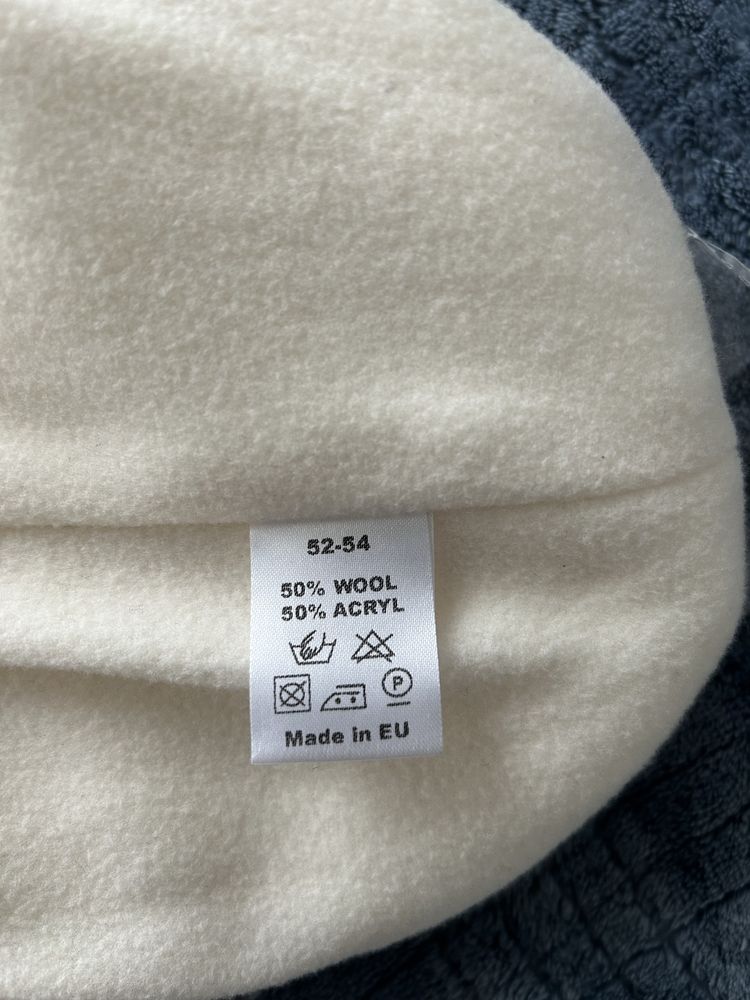 52-54
50% WOOL
50% ACRYL
P
Made in EU